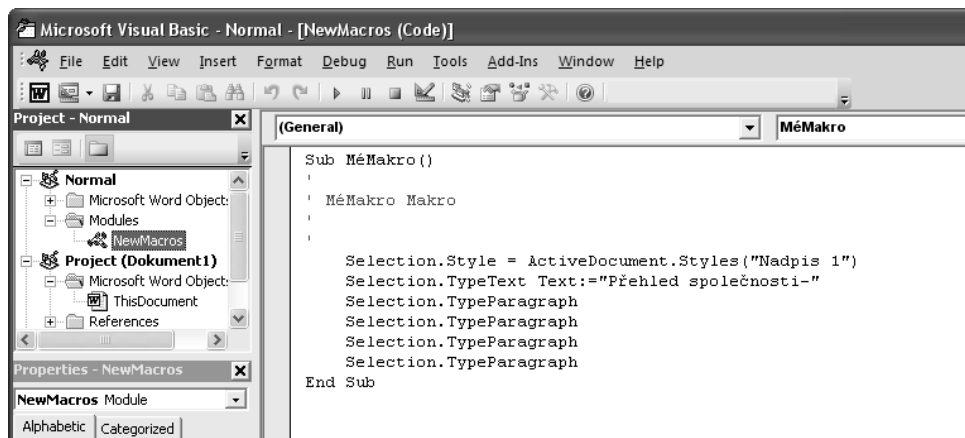 Microsoft Visual Basic - Normal - [NewMacros (Code)]
File Edit View Insert Format Debug Run Tools Add-Ins Window Help
Project - Normal
(General) MéMakro
Normal
Microsoft Word Object:
Modules
NewMacros
Project (Dokument1)
Microsoft Word Object:
ThisDocument
References
Properties - NewMacros
NewMacros Module
Alphabetic Categorized
Sub MéMakro()
'
' MéMakro Makro
'
'
Selection.Style = ActiveDocument.Styles("Nadpis 1")
Selection.TypeText Text:="Přehled společnosti-"
Selection.TypeParagraph
Selection.TypeParagraph
Selection.TypeParagraph
Selection.TypeParagraph
End Sub